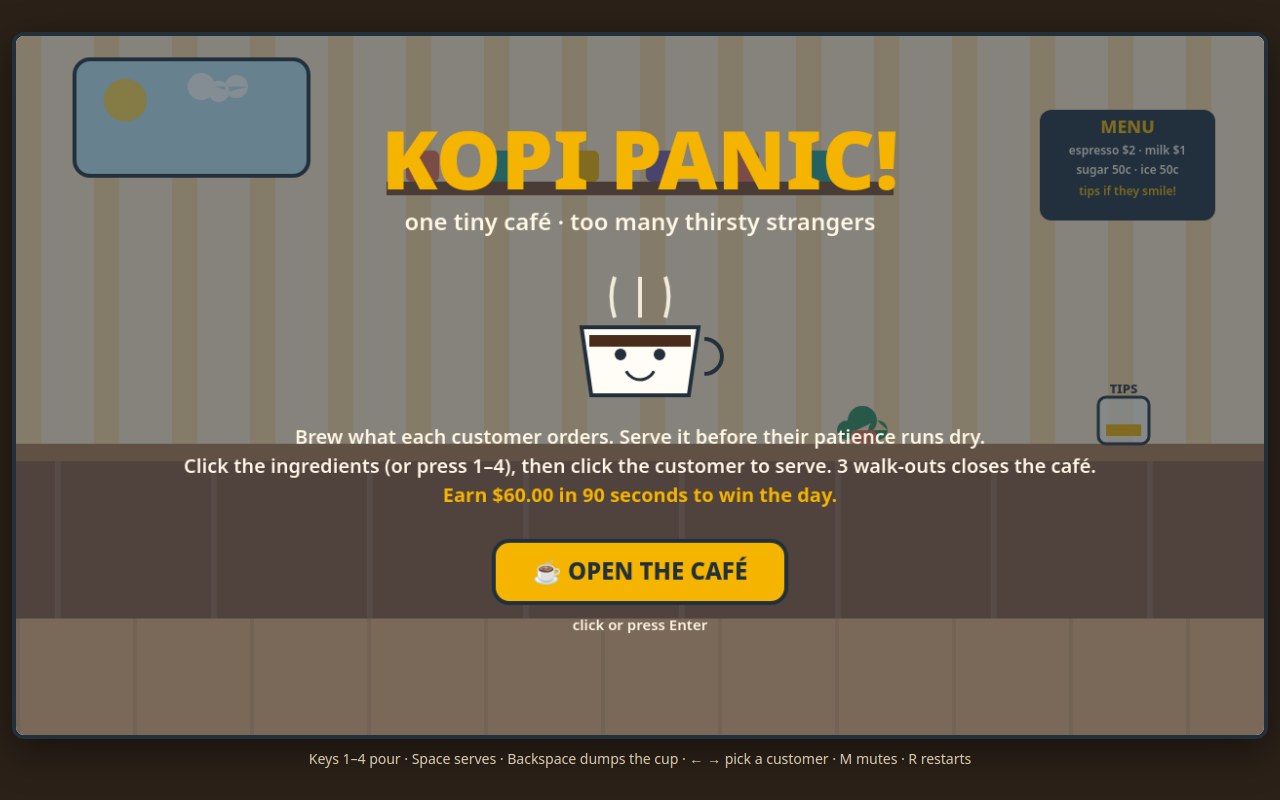 KOPI PANIC!
one tiny café · too many thirsty strangers
MENU
espresso $2 · milk $1
sugar 50c · ice 50c
tips if they smile!
TIPS
Brew what each customer orders. Serve it before their patience runs dry.
Click the ingredients (or press 1–4), then click the customer to serve. 3 walk-outs closes the café.
Earn $60.00 in 90 seconds to win the day.
☕ OPEN THE CAFÉ
click or press Enter
Keys 1–4 pour · Space serves · Backspace dumps the cup · ← → pick a customer · M mutes · R restarts